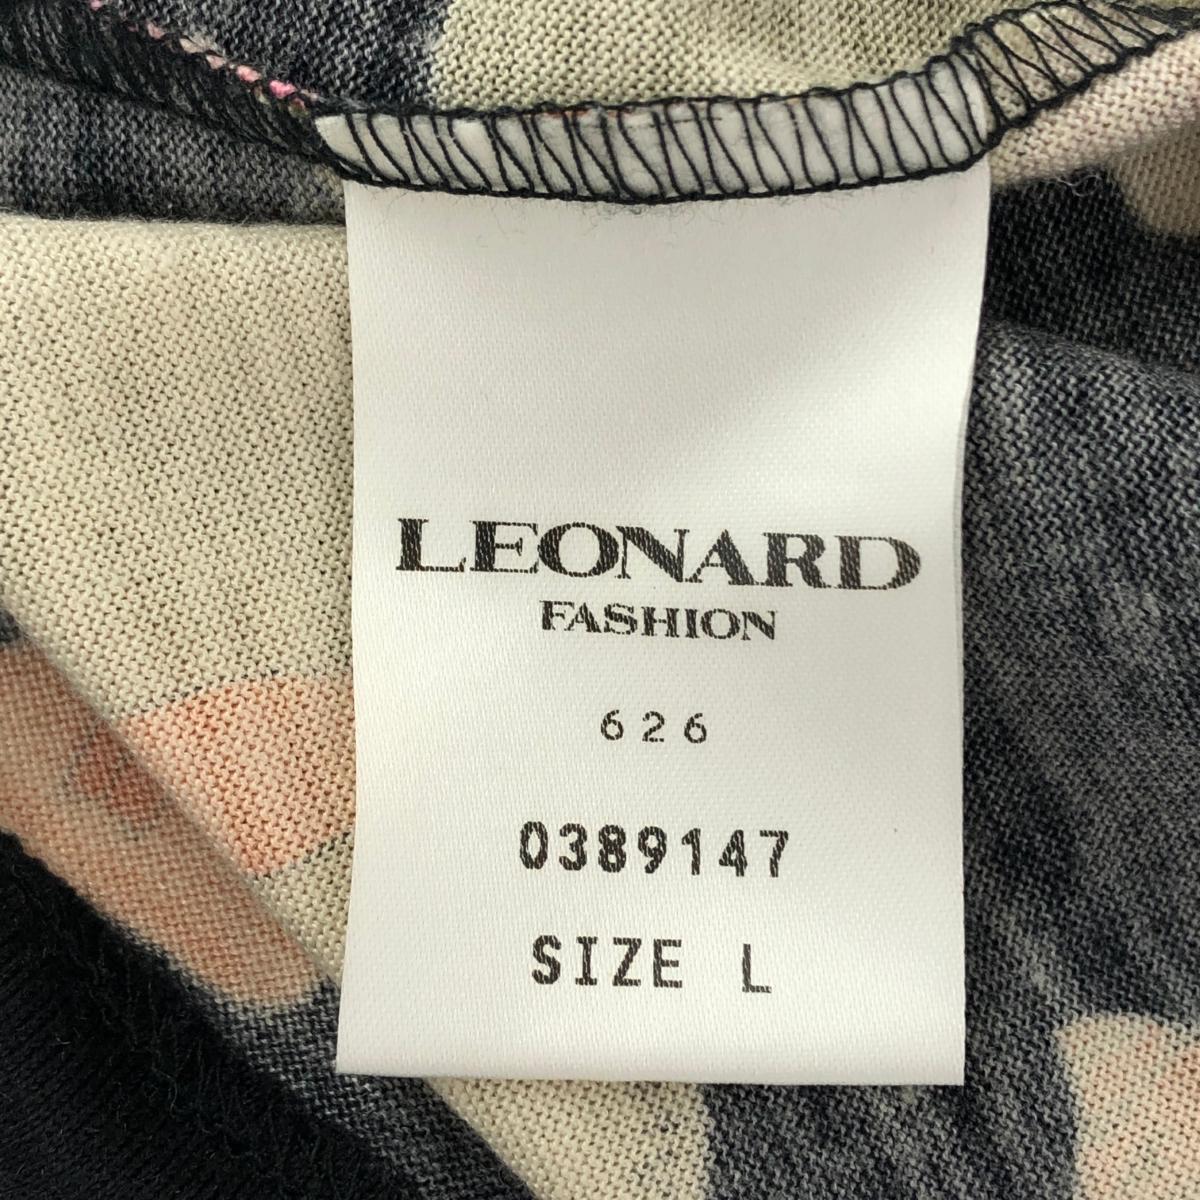 LEONARD
FASHION
626
0389147
SIZE L